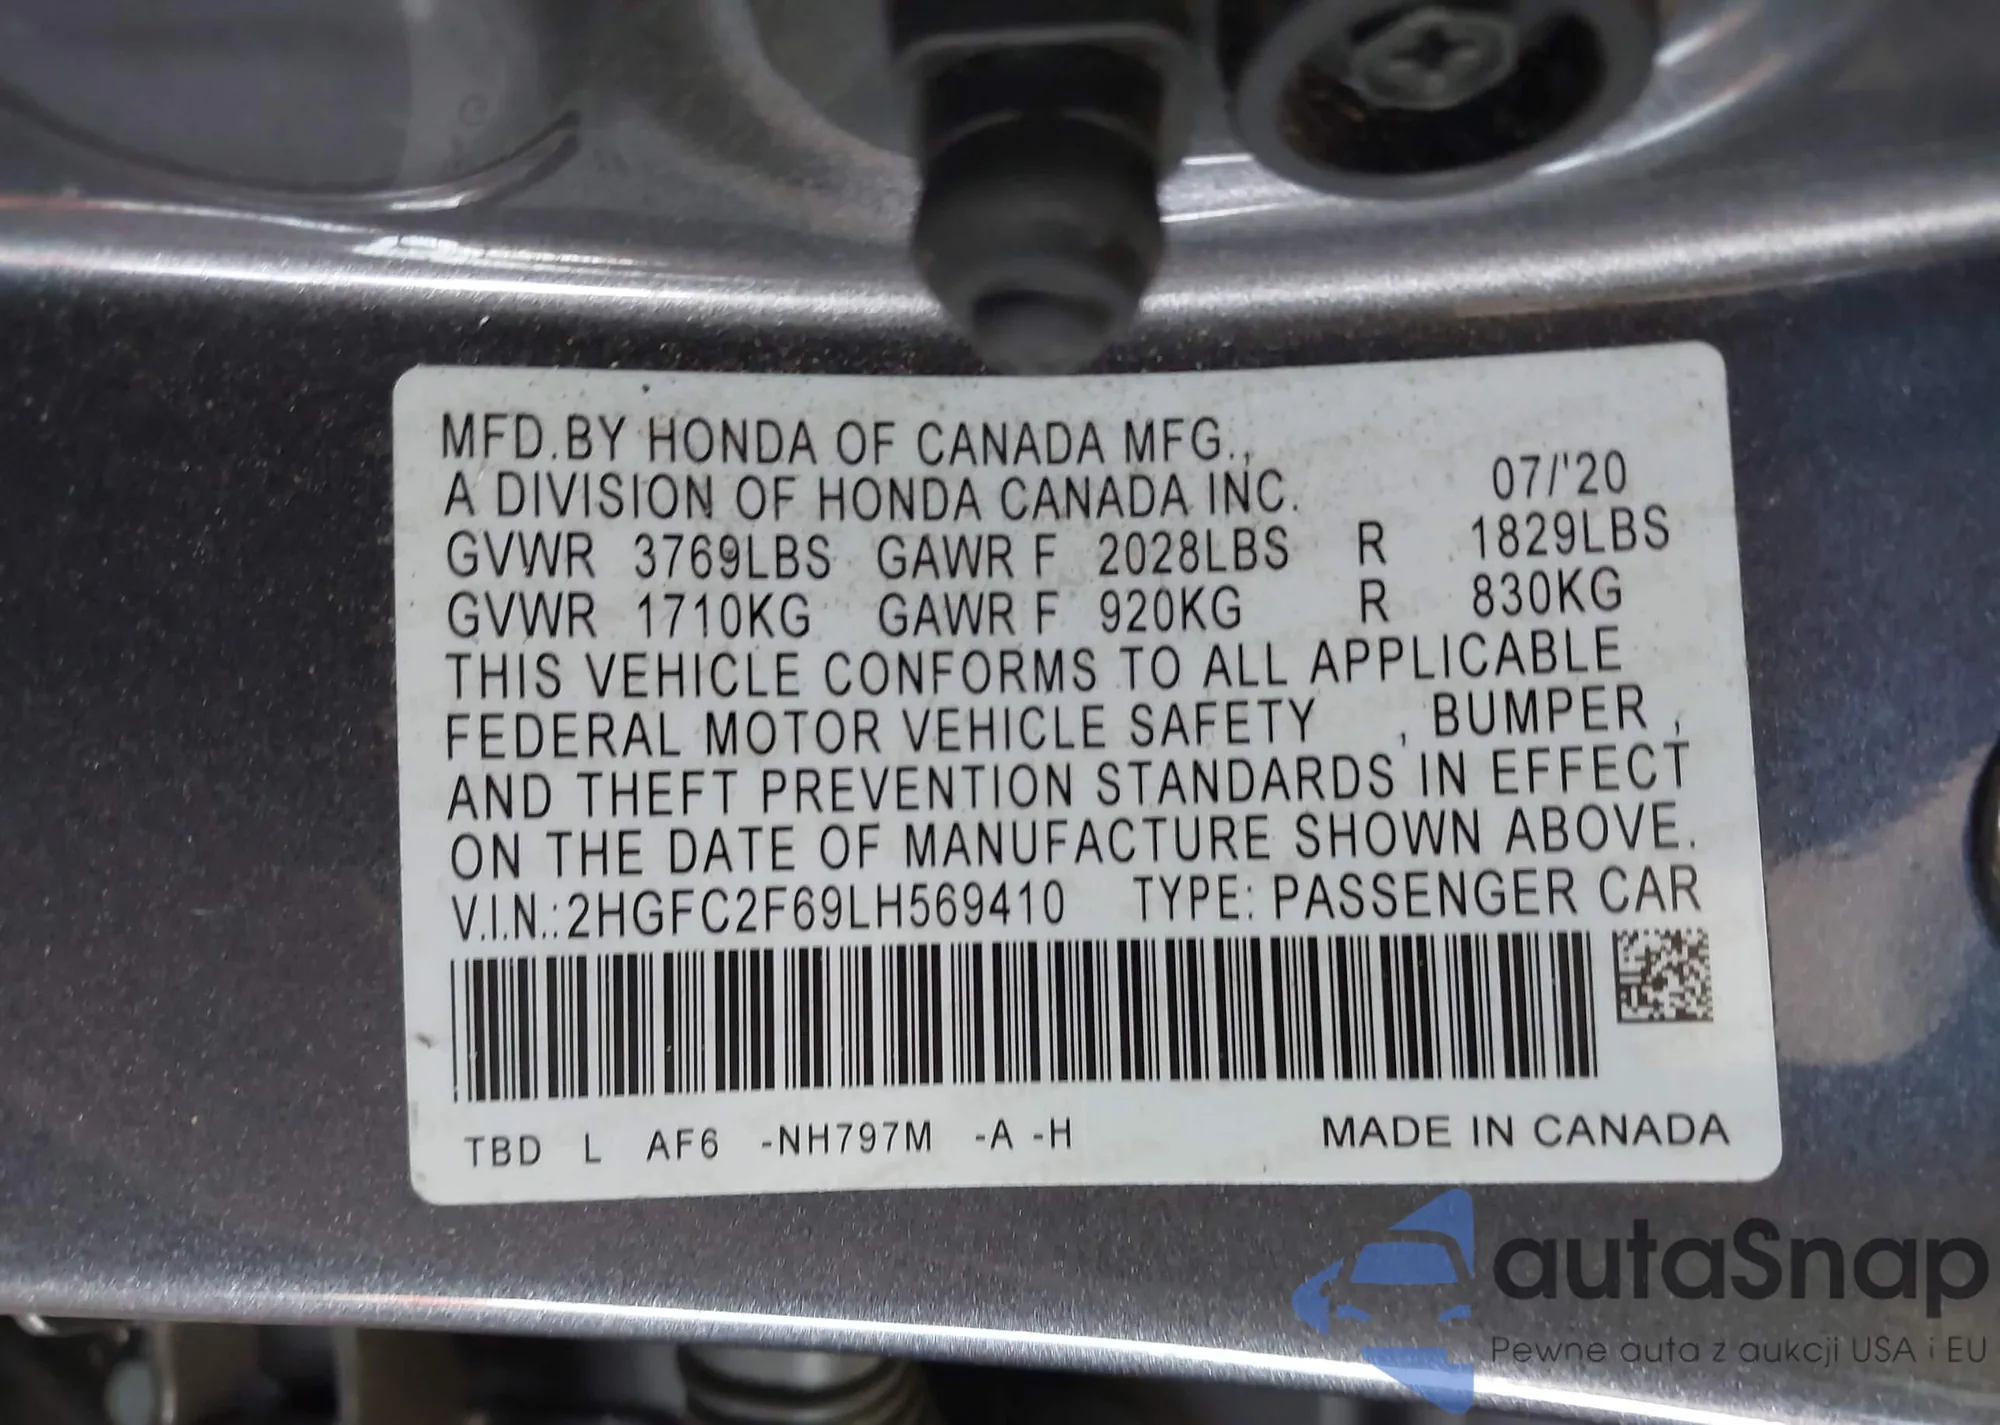 MFD.BY HONDA OF CANADA MFG.,
A DIVISION OF HONDA CANADA INC. 07/'20
GVWR 3769LBS GAWR F 2028LBS R 1829LBS
GVWR 1710KG GAWR F 920KG R 830KG
THIS VEHICLE CONFORMS TO ALL APPLICABLE
FEDERAL MOTOR VEHICLE SAFETY , BUMPER ,
AND THEFT PREVENTION STANDARDS IN EFFECT
ON THE DATE OF MANUFACTURE SHOWN ABOVE.
V.I.N.:2HGFC2F69LH569410 TYPE: PASSENGER CAR
TBD L AF6 -NH797M -A -H MADE IN CANADA
autaSnap
Pewne auta z aukcji USA i EU